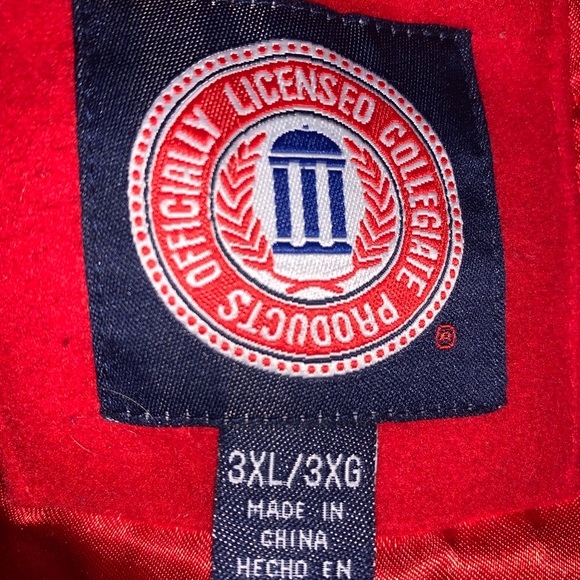 OFFICIALLY LICENSED COLLEGIATE PRODUCTS
®
3XL/3XG
MADE IN
CHINA
HECHO EN